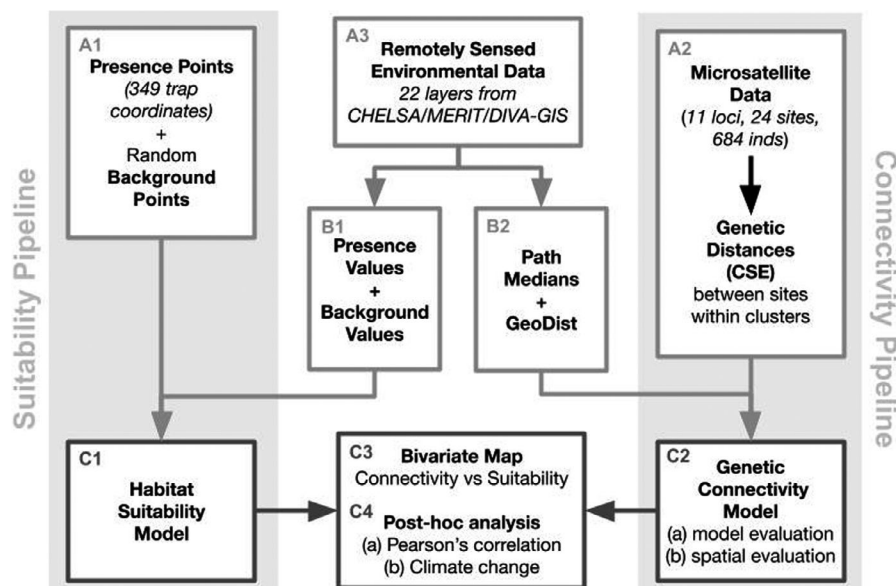 Suitability Pipeline
A1
Presence Points
(349 trap
coordinates)
+
Random
Background
Points
A3
Remotely Sensed
Environmental Data
22 layers from
CHELSA/MERIT/DIVA-GIS
A2
Microsatellite
Data
(11 loci, 24 sites,
684 inds)
Genetic
Distances
(CSE)
between sites
within clusters
Connectivity Pipeline
B1
Presence
Values
+
Background
Values
B2
Path
Medians
+
GeoDist
C1
Habitat
Suitability
Model
C3
Bivariate Map
Connectivity vs Suitability
C4
Post-hoc analysis
(a) Pearson's correlation
(b) Climate change
C2
Genetic
Connectivity
Model
(a) model evaluation
(b) spatial evaluation